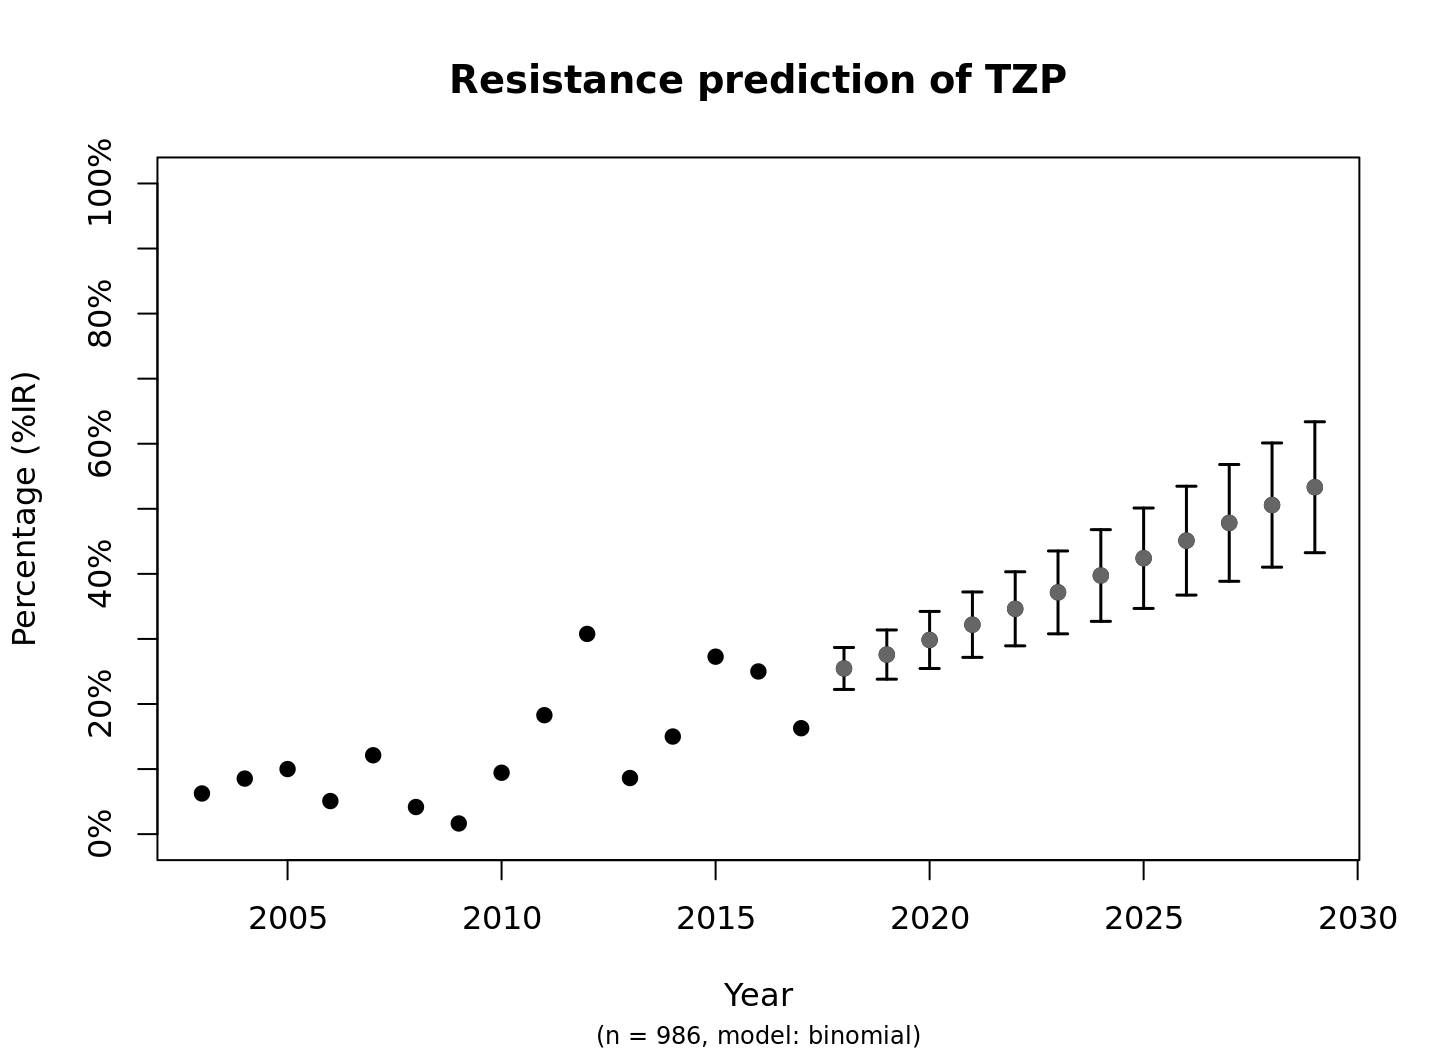 Resistance prediction of TZP
Percentage (%IR)
100%
80%
60%
40%
20%
0%
2005 2010 2015 2020 2025 2030
Year
(n = 986, model: binomial)